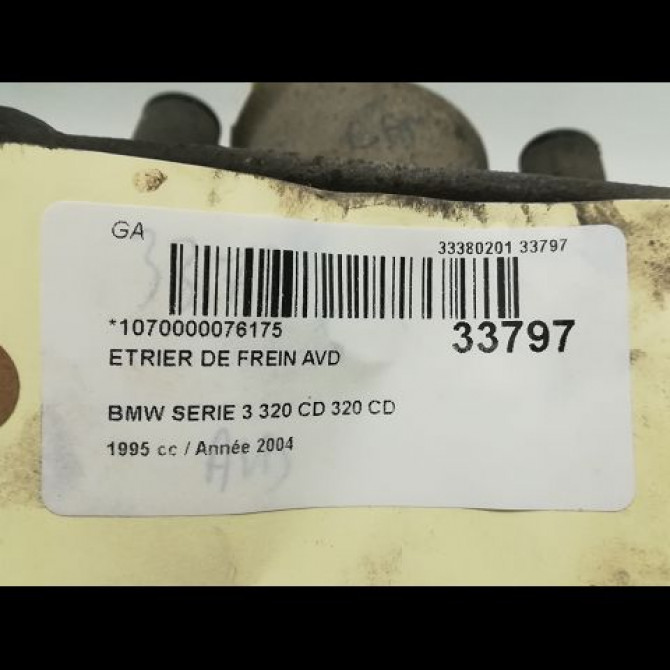 GA
33380201 33797
*1070000076175
33797
ETRIER DE FREIN AVD
BMW SERIE 3 320 CD 320 CD
1995 cc / Année 2004